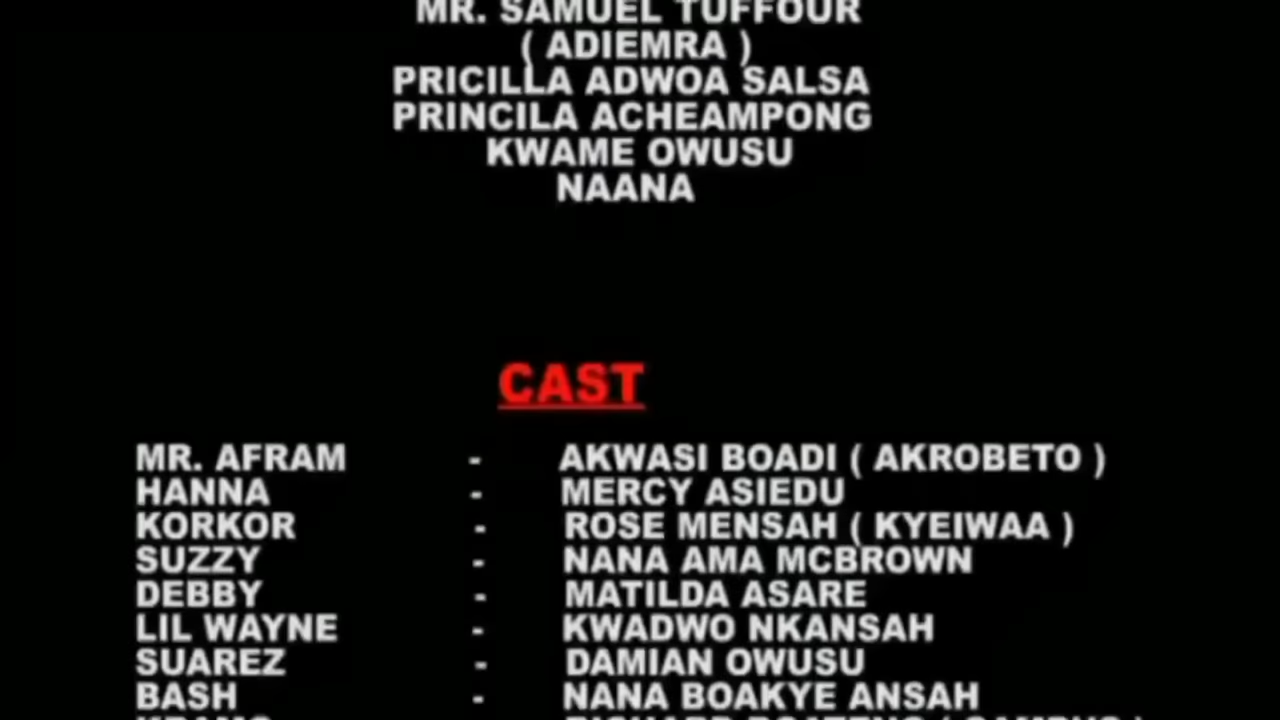 MR. SAMUEL TUFFOUR
( ADIEMRA )
PRICILLA ADWOA SALSA
PRINCILA ACHEAMPONG
KWAME OWUSU
NAANA
CAST
MR. AFRAM - AKWASI BOADI ( AKROBETO )
HANNA - MERCY ASIEDU
KORKOR - ROSE MENSAH ( KYEIWAA )
SUZZY - NANA AMA MCBROWN
DEBBY - MATILDA ASARE
LIL WAYNE - KWADWO NKANSAH
SUAREZ - DAMIAN OWUSU
BASH - NANA BOAKYE ANSAH